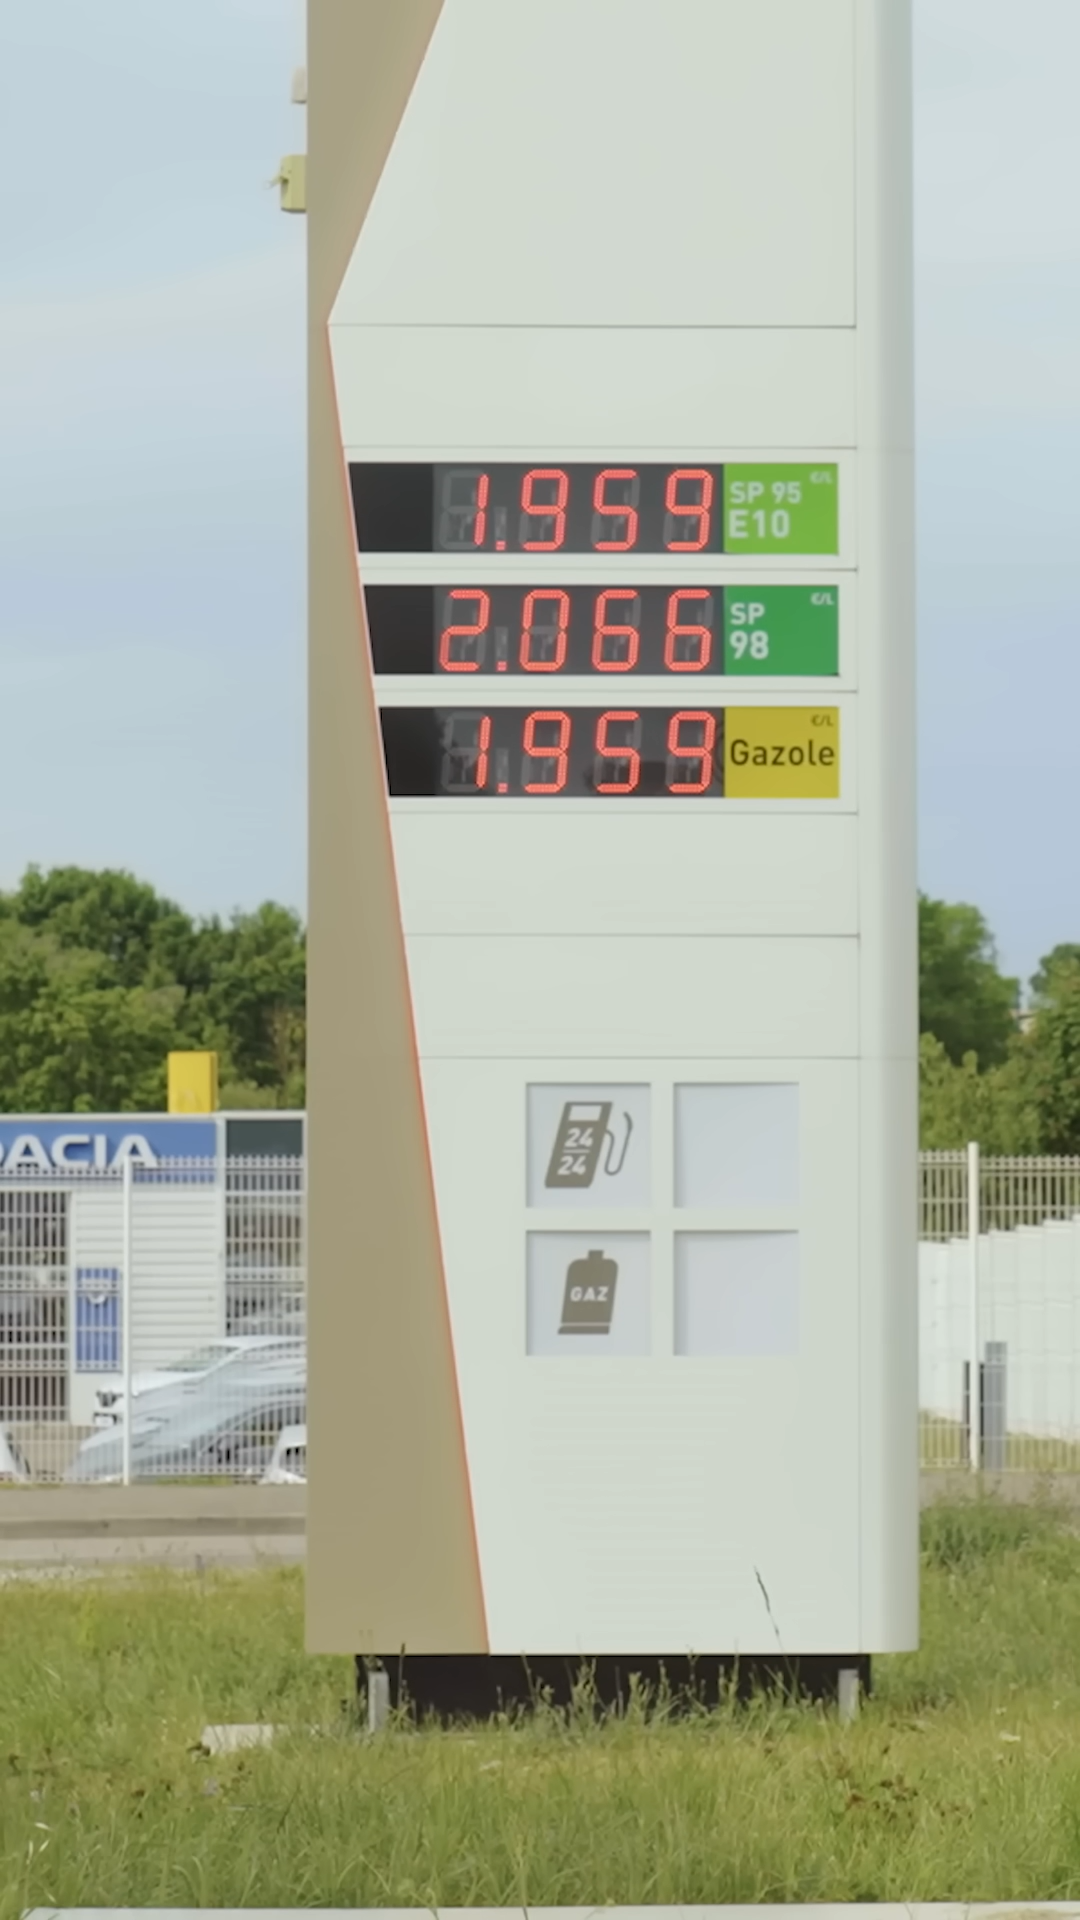 1.959
€/L
SP 95
E10
2.066
€/L
SP
98
1.959
€/L
Gazole
DACIA
24
24
GAZ